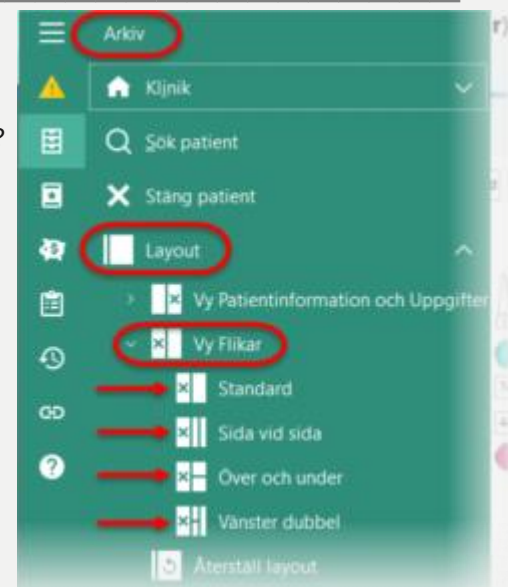 Arkiv
Klinik
Sök patient
Stäng patient
Layout
Vy Patientinformation och Uppgifter
Vy Flikar
Standard
Sida vid sida
Över och under
Vänster dubbel
Återställ layout